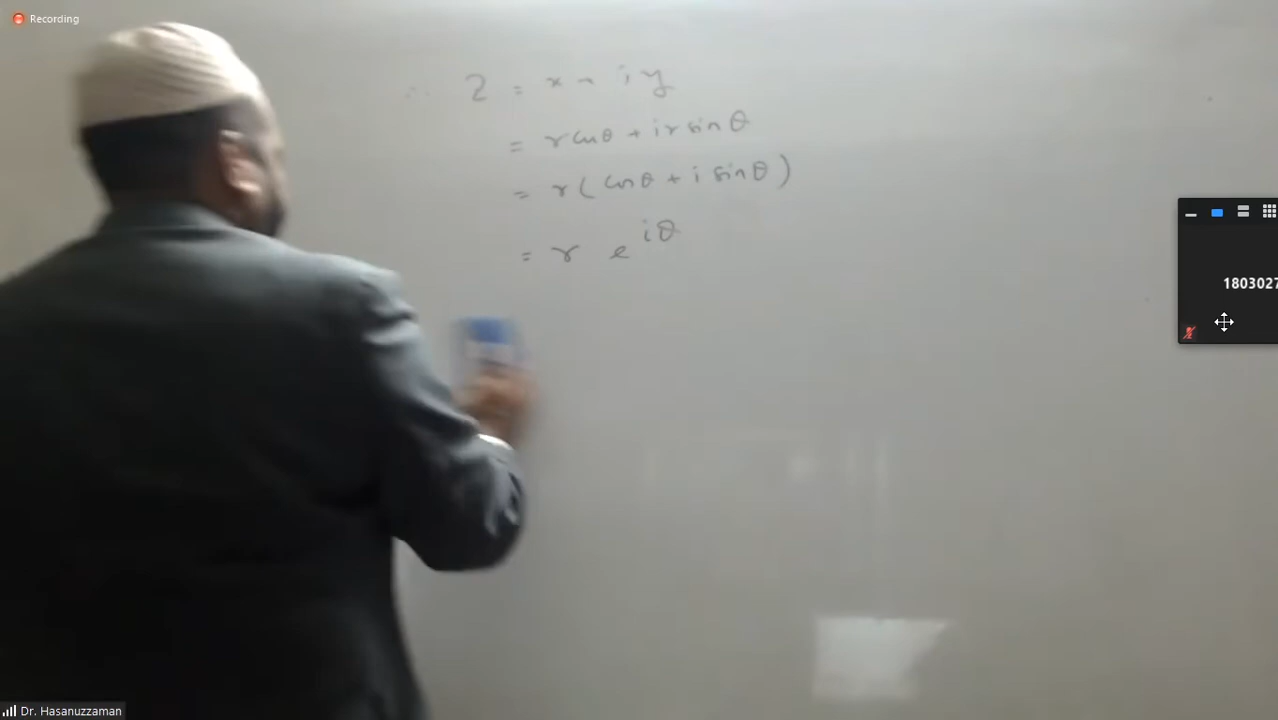 Recording
∴ Z = x + iy
= r cosθ + i r sinθ
= r ( cosθ + i sinθ )
= r e^{iθ}
1803027
Dr. Hasanuzzaman